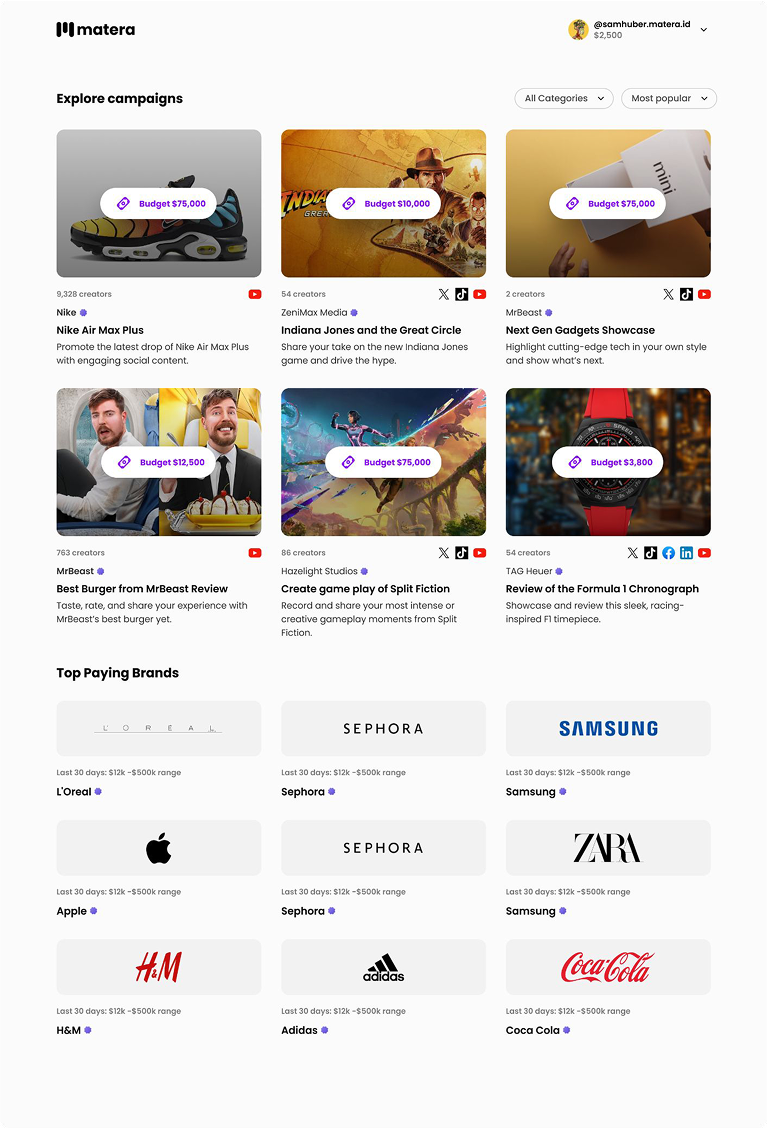 matera
@samhuber.matera.id
$2,500
Explore campaigns
All Categories
Most popular
Budget $75,000
INDIANA
GREA
Budget $10,000
mini
Budget $75,000
9,328 creators
54 creators
2 creators
Nike
ZeniMax Media
MrBeast
Nike Air Max Plus
Indiana Jones and the Great Circle
Next Gen Gadgets Showcase
Promote the latest drop of Nike Air Max Plus
with engaging social content.
Share your take on the new Indiana Jones
game and drive the hype.
Highlight cutting-edge tech in your own style
and show what's next.
Budget $12,500
Budget $75,000
SPEED
Budget $3,800
763 creators
86 creators
54 creators
MrBeast
Hazelight Studios
TAG Heuer
Best Burger from MrBeast Review
Create game play of Split Fiction
Review of the Formula 1 Chronograph
Taste, rate, and share your experience with
MrBeast's best burger yet.
Record and share your most intense or
creative gameplay moments from Split
Fiction.
Showcase and review this sleek, racing-
inspired F1 timepiece.
Top Paying Brands
L'OREAL
SEPHORA
SAMSUNG
Last 30 days: $12k -$500k range
Last 30 days: $12k -$500k range
Last 30 days: $12k -$500k range
L'Oreal
Sephora
Samsung
SEPHORA
ZARA
Last 30 days: $12k -$500k range
Last 30 days: $12k -$500k range
Last 30 days: $12k -$500k range
Apple
Sephora
Samsung
H&M
adidas
Coca-Cola
Last 30 days: $12k -$500k range
Last 30 days: $12k -$500k range
Last 30 days: $12k -$500k range
H&M
Adidas
Coca Cola